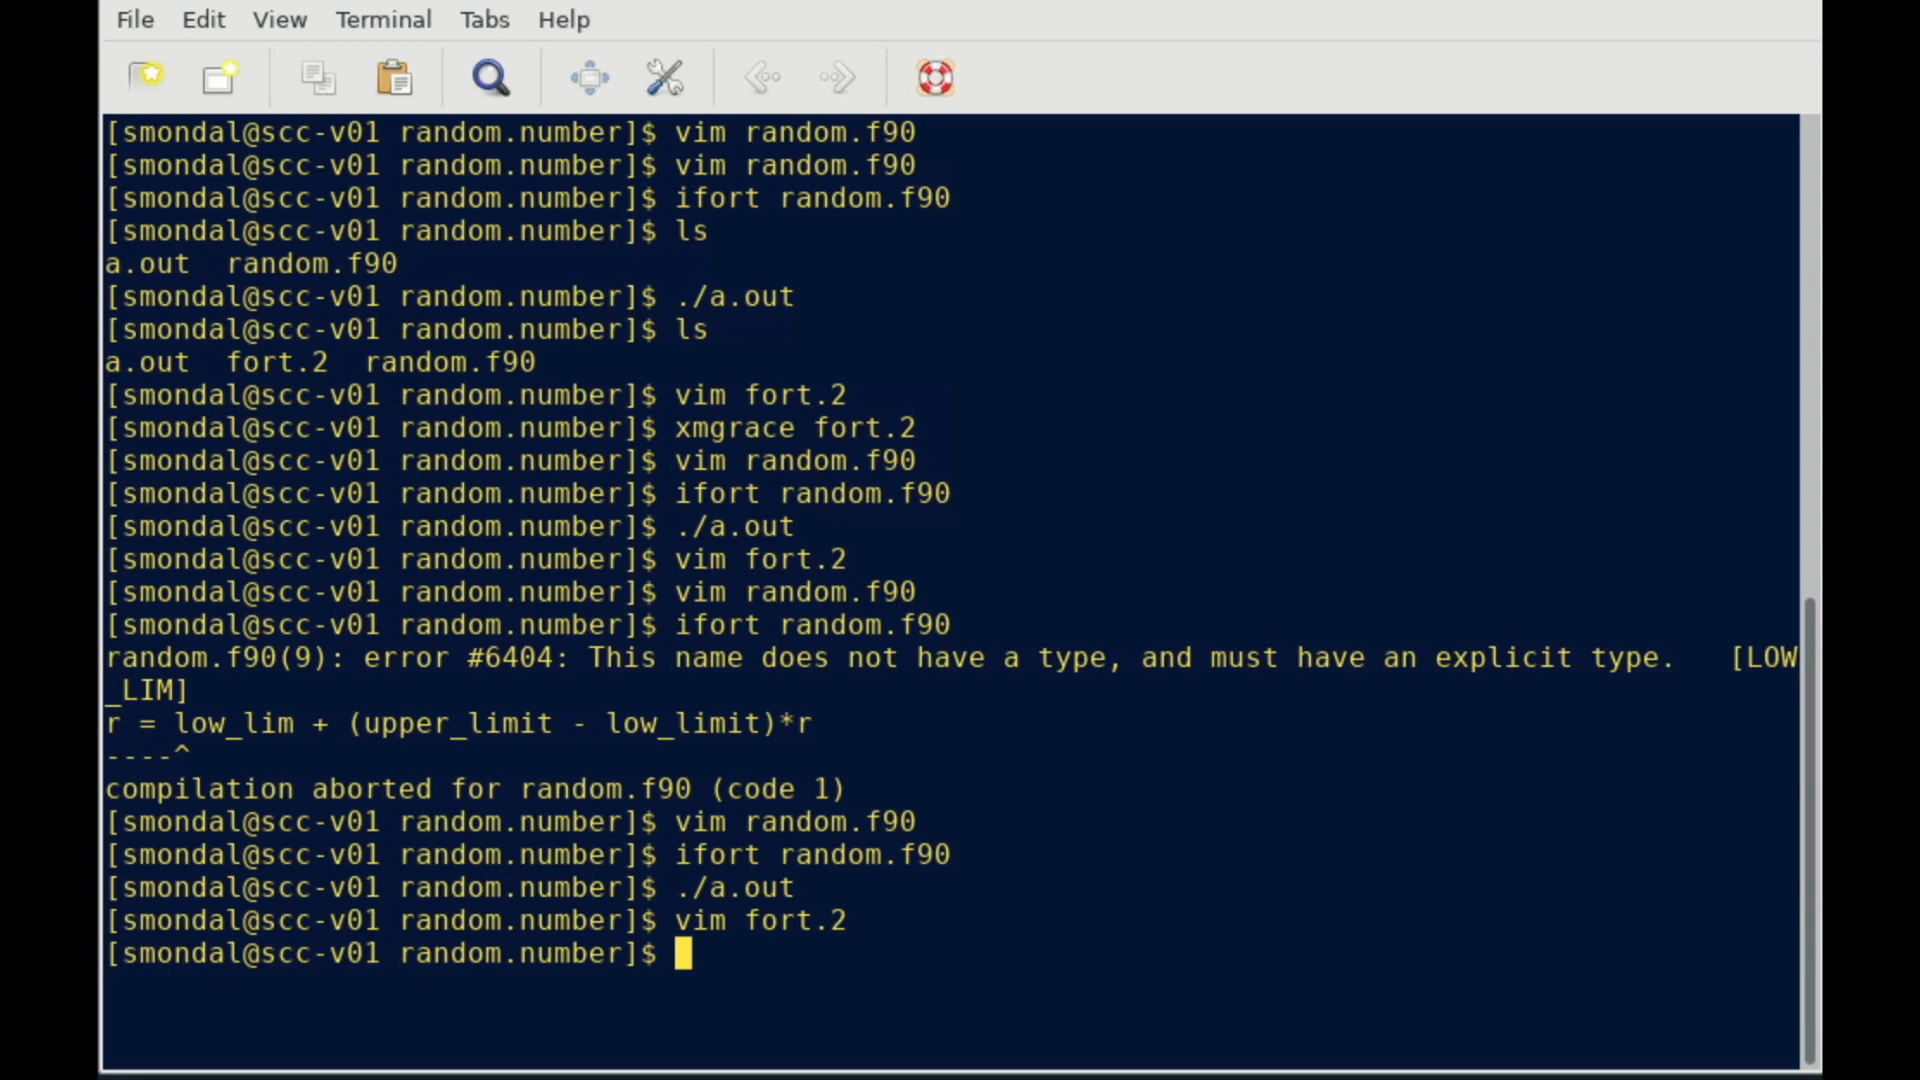 File Edit View Terminal Tabs Help
[smondal@scc-v01 random.number]$ vim random.f90
[smondal@scc-v01 random.number]$ vim random.f90
[smondal@scc-v01 random.number]$ ifort random.f90
[smondal@scc-v01 random.number]$ ls
a.out  random.f90
[smondal@scc-v01 random.number]$ ./a.out
[smondal@scc-v01 random.number]$ ls
a.out  fort.2  random.f90
[smondal@scc-v01 random.number]$ vim fort.2
[smondal@scc-v01 random.number]$ xmgrace fort.2
[smondal@scc-v01 random.number]$ vim random.f90
[smondal@scc-v01 random.number]$ ifort random.f90
[smondal@scc-v01 random.number]$ ./a.out
[smondal@scc-v01 random.number]$ vim fort.2
[smondal@scc-v01 random.number]$ vim random.f90
[smondal@scc-v01 random.number]$ ifort random.f90
random.f90(9): error #6404: This name does not have a type, and must have an explicit type.   [LOW
_LIM]
r = low_lim + (upper_limit - low_limit)*r
----^
compilation aborted for random.f90 (code 1)
[smondal@scc-v01 random.number]$ vim random.f90
[smondal@scc-v01 random.number]$ ifort random.f90
[smondal@scc-v01 random.number]$ ./a.out
[smondal@scc-v01 random.number]$ vim fort.2
[smondal@scc-v01 random.number]$